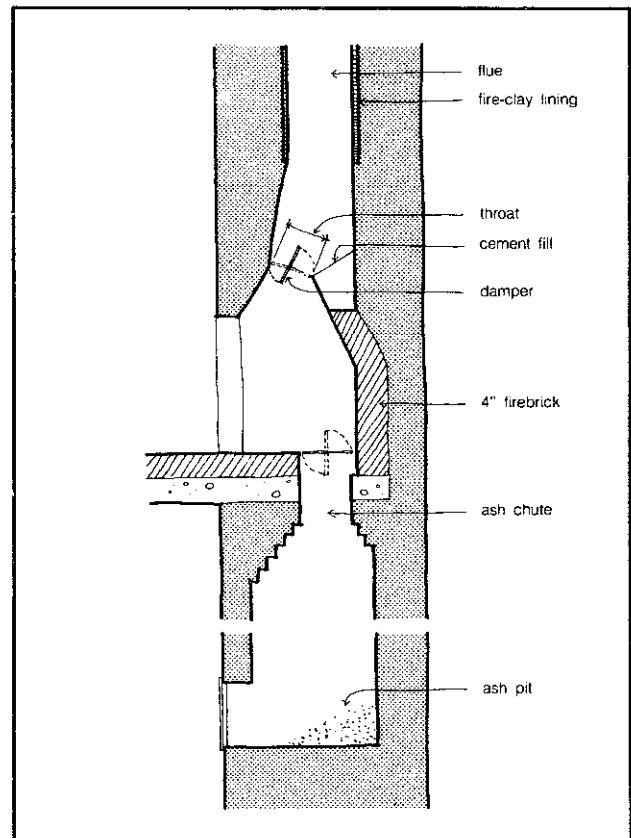 flue
fire-clay lining
throat
cement fill
damper
4" firebrick
ash chute
ash pit